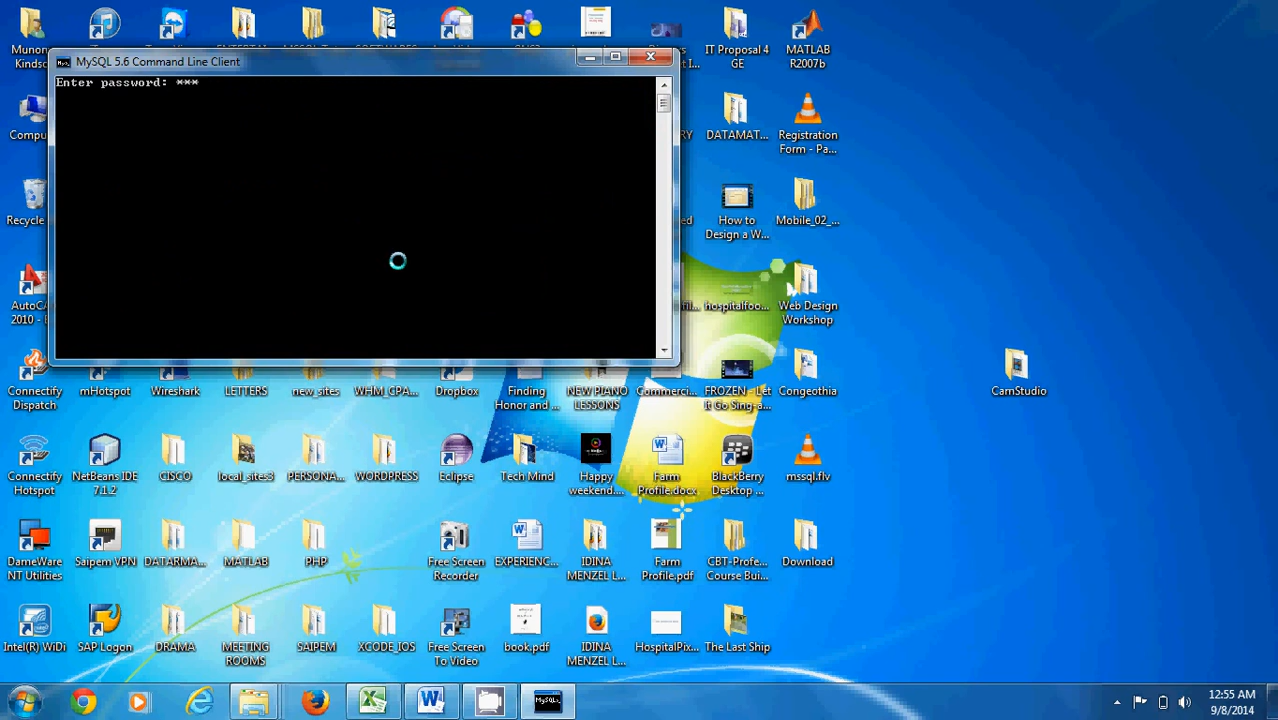 MySQL 5.6 Command Line Client
Enter password: ***
Munon...
Kindsc...
IT Proposal 4
GE
MATLAB
R2007b
DATAMAT...
Registration
Form - Pa...
Recycle
How to
Design a W...
Mobile_02_...
AutoCA
hospitalfoo...
Web Design
Workshop
Connectify
Dispatch
mHotspot
Wireshark
LETTERS
new_sites
WHM_CPA...
Dropbox
Finding
Honor and ...
NEW PIANO
LESSONS
Commerci...
FROZEN - Let
it Go Sing-a...
Congeothia
CamStudio
Connectify
Hotspot
NetBeans IDE
7.1.2
CISCO
local_sites3
PERSONA...
WORDPRESS
Eclipse
Tech Mind
Happy
weekend....
Farm
Profile.docx
BlackBerry
Desktop ...
mssql.flv
DameWare
NT Utilities
Saipem VPN
DATARMA...
MATLAB
PHP
Free Screen
Recorder
EXPERIENC...
IDINA
MENZEL L...
Farm
Profile.pdf
CBT-Profe...
Course Bui...
Download
Intel(R) WiDi
SAP Logon
DRAMA
MEETING
ROOMS
SAIPEM
XCODE_IOS
Free Screen
To Video
book.pdf
IDINA
MENZEL L...
HospitalPix...
The Last Ship
12:55 AM
9/8/2014